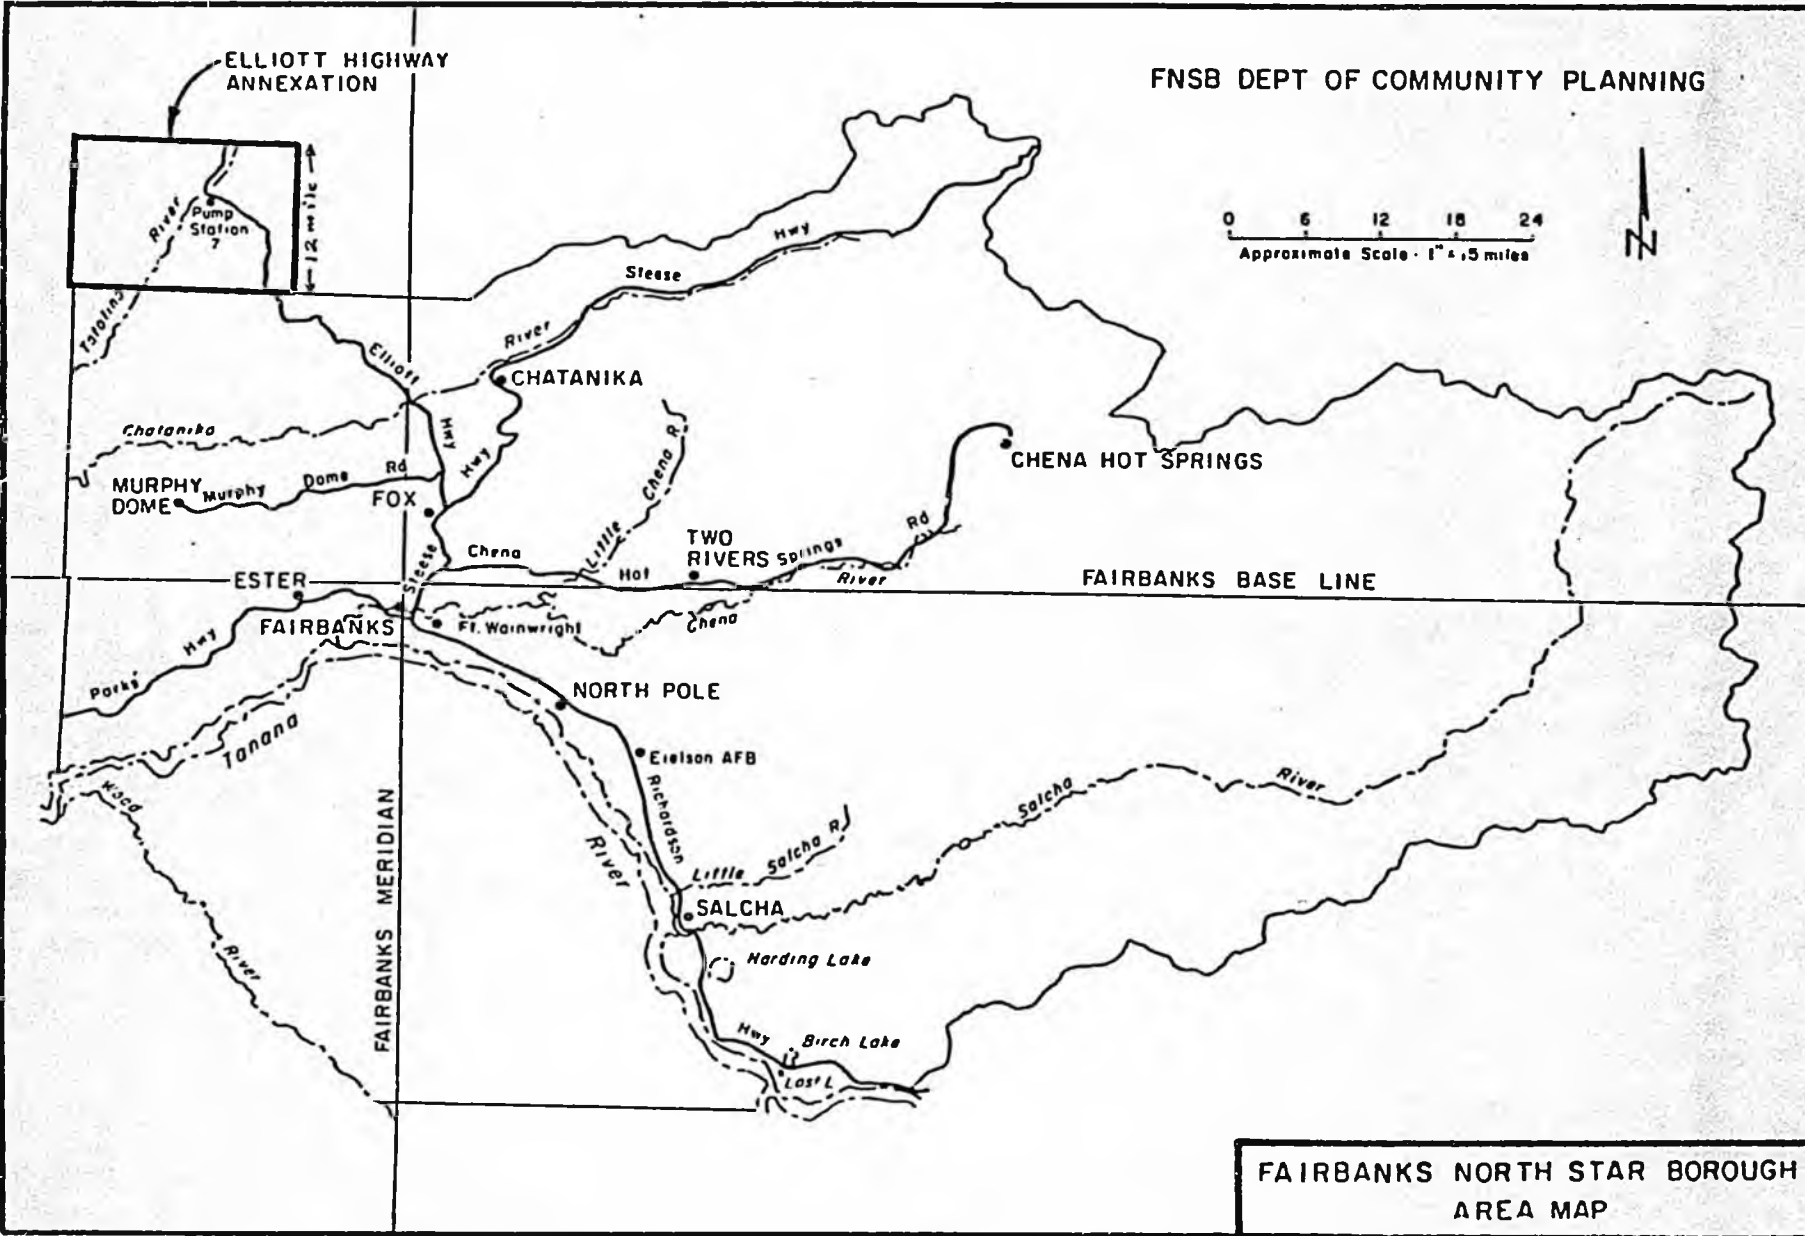 ELLIOTT HIGHWAY
ANNEXATION
FNSB DEPT OF COMMUNITY PLANNING
12 mile
0 6 12 18 24
Approximate Scale · 1" = 15 miles
N
River
Pump
Station
7
Tatalina
Elliott
Hwy
Steese
Hwy
River
CHATANIKA
Chatanika
Hwy
Hwy
Little
Chena R
CHENA HOT SPRINGS
MURPHY
DOME
Murphy
Dome
Rd
FOX
Steese
Chena
Hot
TWO
RIVERS
Springs
Rd
River
ESTER
FAIRBANKS BASE LINE
FAIRBANKS
Ft. Wainwright
Chena
Parks'
Hwy
NORTH POLE
Tanana
Eielson AFB
Wood
River
Richardson
River
Little
Salcha R
Salcha
River
SALCHA
FAIRBANKS MERIDIAN
Harding Lake
Hwy
Birch Lake
Lost L
FAIRBANKS NORTH STAR BOROUGH
AREA MAP